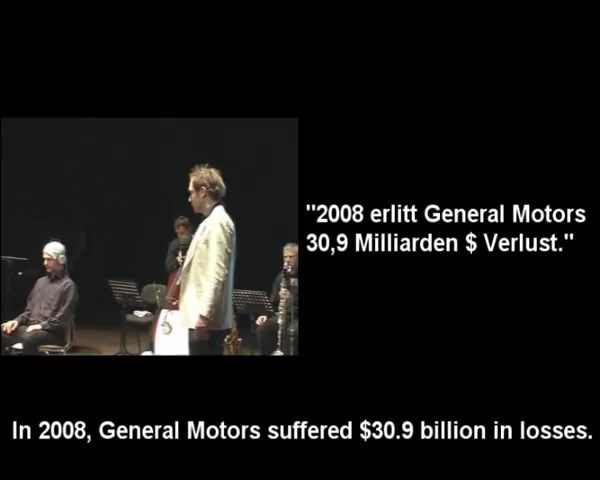 "2008 erlitt General Motors
30,9 Milliarden $ Verlust."
In 2008, General Motors suffered $30.9 billion in losses.